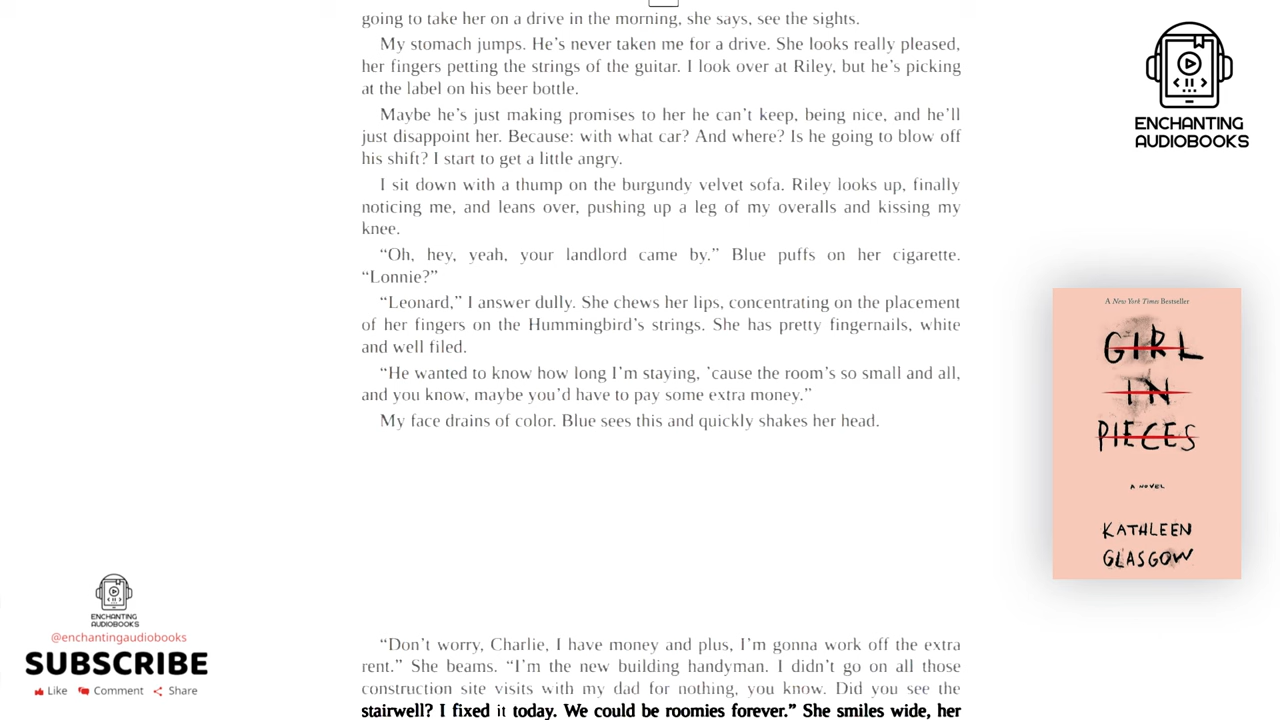 going to take her on a drive in the morning, she says, see the sights.
My stomach jumps. He’s never taken me for a drive. She looks really pleased,
her fingers petting the strings of the guitar. I look over at Riley, but he’s picking
at the label on his beer bottle.
Maybe he’s just making promises to her he can’t keep, being nice, and he’ll
just disappoint her. Because: with what car? And where? Is he going to blow off
his shift? I start to get a little angry.
I sit down with a thump on the burgundy velvet sofa. Riley looks up, finally
noticing me, and leans over, pushing up a leg of my overalls and kissing my
knee.
“Oh, hey, yeah, your landlord came by.” Blue puffs on her cigarette.
“Lonnie?”
“Leonard,” I answer dully. She chews her lips, concentrating on the placement
of her fingers on the Hummingbird’s strings. She has pretty fingernails, white
and well filed.
“He wanted to know how long I’m staying, ’cause the room’s so small and all,
and you know, maybe you’d have to pay some extra money.”
My face drains of color. Blue sees this and quickly shakes her head.
“Don’t worry, Charlie, I have money and plus, I’m gonna work off the extra
rent.” She beams. “I’m the new building handyman. I didn’t go on all those
construction site visits with my dad for nothing, you know. Did you see the
stairwell? I fixed it today. We could be roomies forever.” She smiles wide, her
ENCHANTING
AUDIOBOOKS
A New York Times Bestseller
GIRL
IN
PIECES
A NOVEL
KATHLEEN
GLASGOW
ENCHANTING
AUDIOBOOKS
@enchantingaudiobooks
SUBSCRIBE
Like Comment Share